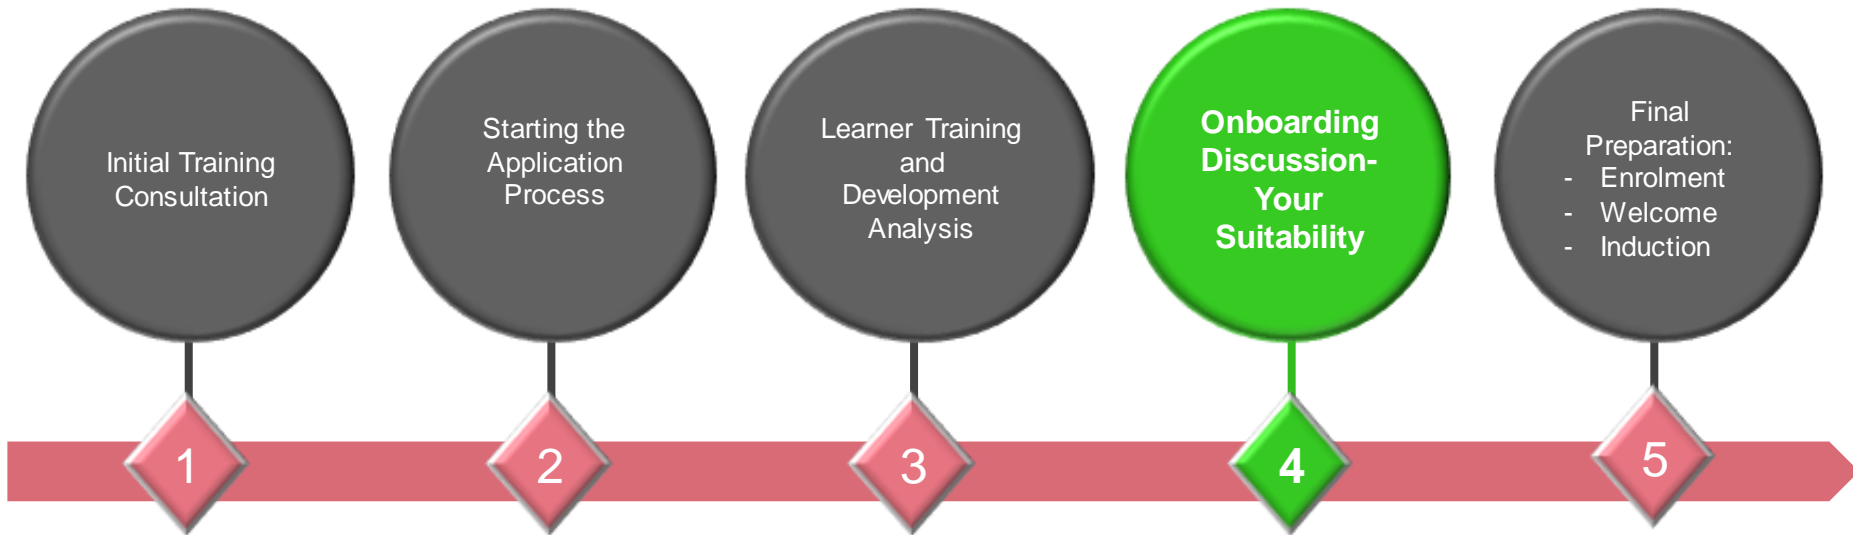 Initial Training
Consultation
Starting the
Application
Process
Learner Training
and
Development
Analysis
Onboarding
Discussion-
Your
Suitability
Final
Preparation:
- Enrolment
- Welcome
- Induction
1
2
3
4
5